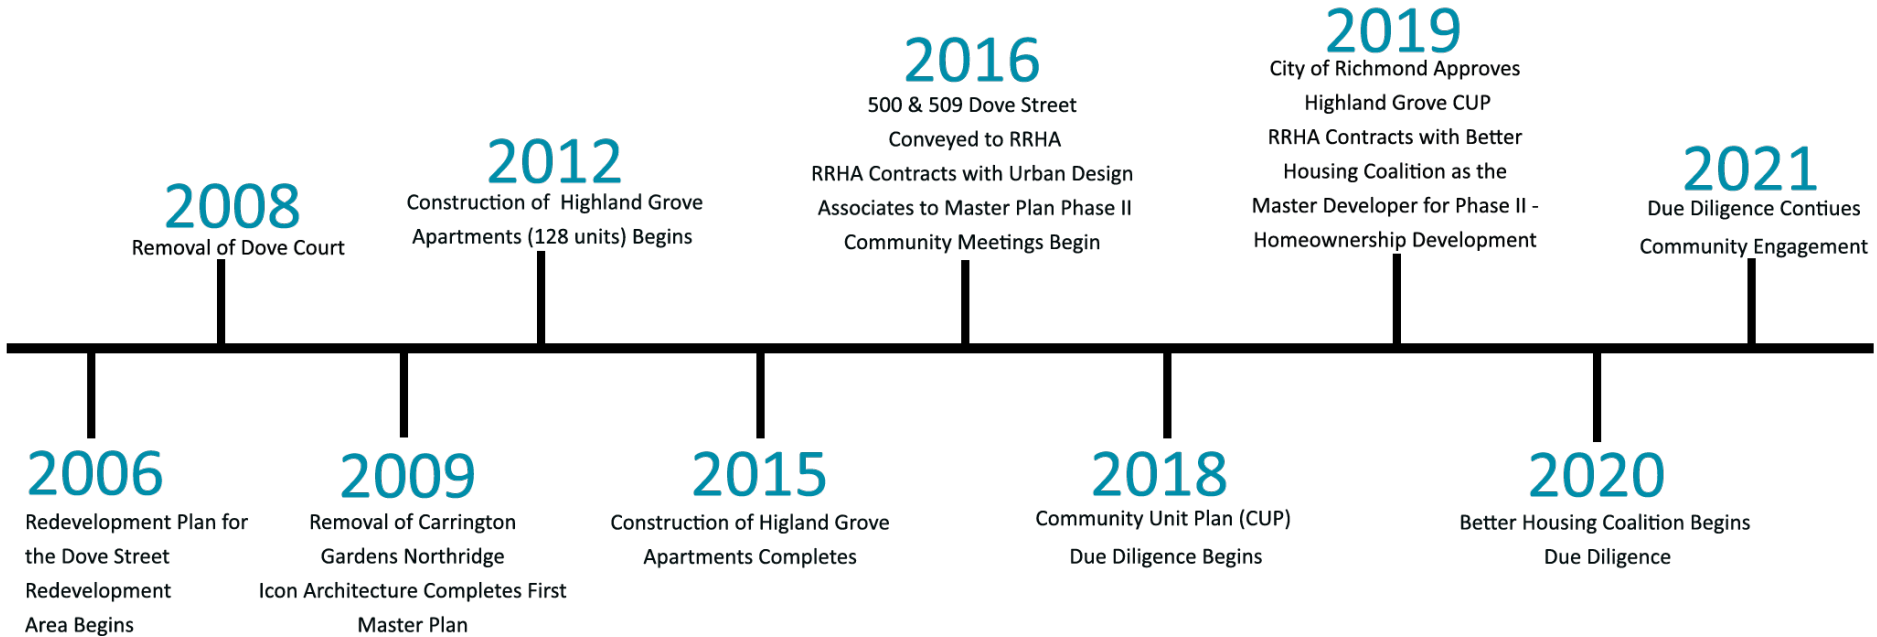 2006
Redevelopment Plan for
the Dove Street
Redevelopment
Area Begins
2008
Removal of Dove Court
2009
Removal of Carrington
Gardens Northridge
Icon Architecture Completes First
Master Plan
2012
Construction of Highland Grove
Apartments (128 units) Begins
2015
Construction of Higland Grove
Apartments Completes
2016
500 & 509 Dove Street
Conveyed to RRHA
RRHA Contracts with Urban Design
Associates to Master Plan Phase II
Community Meetings Begin
2018
Community Unit Plan (CUP)
Due Diligence Begins
2019
City of Richmond Approves
Highland Grove CUP
RRHA Contracts with Better
Housing Coalition as the
Master Developer for Phase II -
Homeownership Development
2020
Better Housing Coalition Begins
Due Diligence
2021
Due Diligence Contiues
Community Engagement